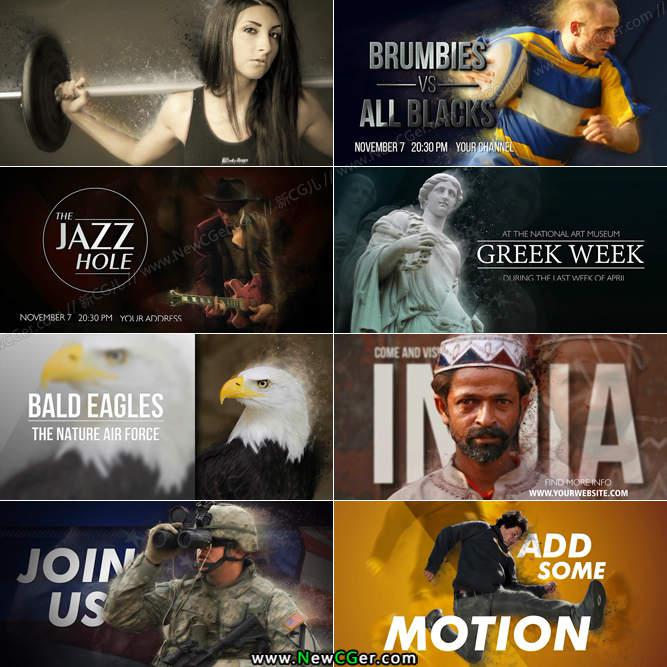 BRUMBIES
VS
ALL BLACKS
NOVEMBER 7 20:30 PM YOUR CHANNEL
THE
JAZZ
HOLE
NOVEMBER 7 20:30 PM YOUR ADDRESS
AT THE NATIONAL ART MUSEUM
GREEK WEEK
DURING THE LAST WEEK OF APRIL
BALD EAGLES
THE NATURE AIR FORCE
COME AND VIS
INDIA
FIND MORE INFO
WWW.YOURWEBSITE.COM
JOIN
US
ADD
SOME
MOTION
www.NewCGer.com